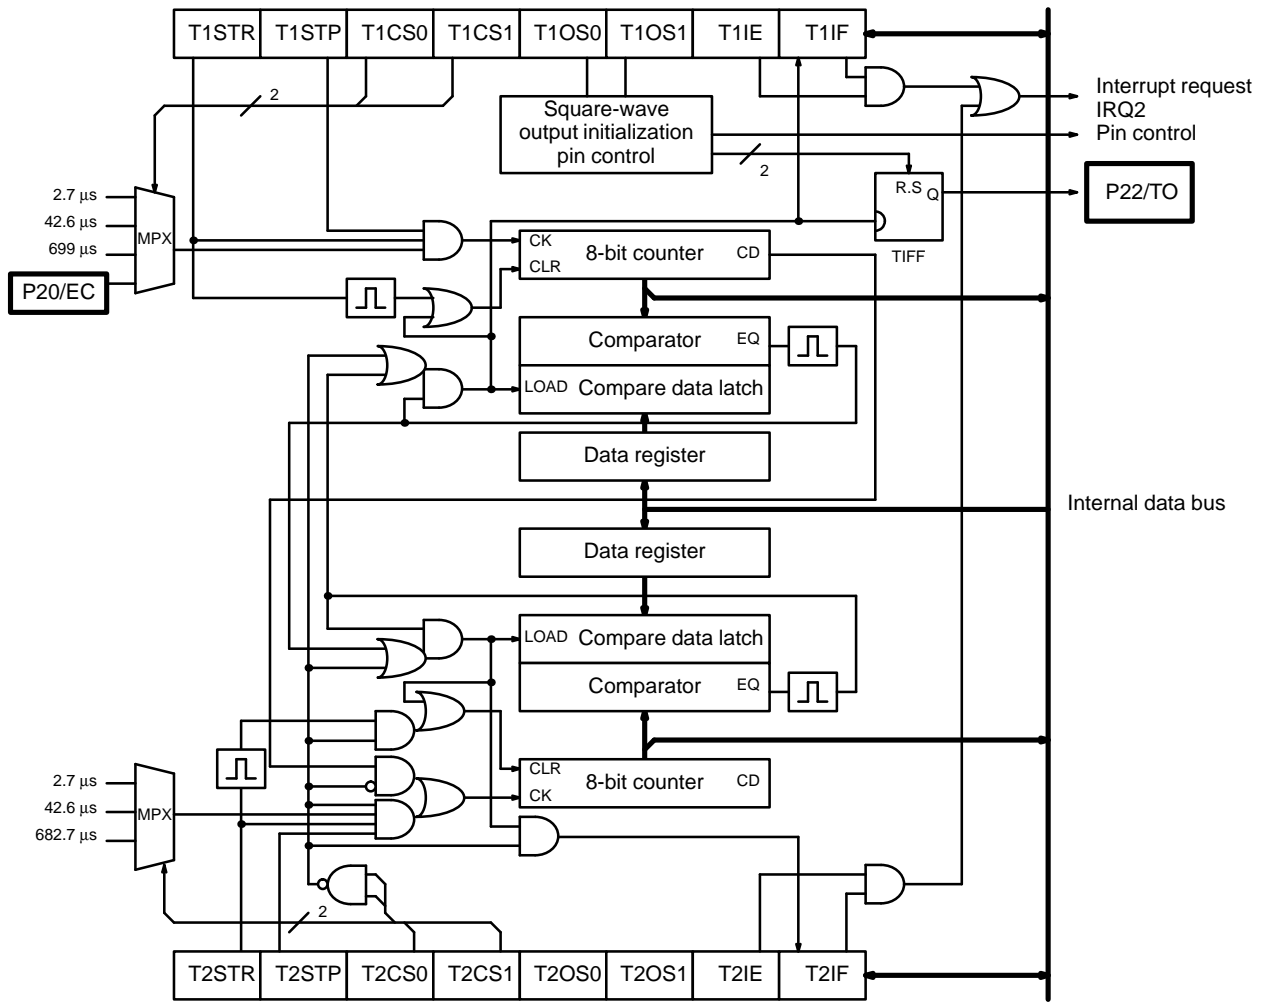 T1STR T1STP T1CS0 T1CS1 T1OS0 T1OS1 T1IE T1IF
2
Square-wave
output initialization
pin control
2
Interrupt request
IRQ2
Pin control
P22/TO
R.S Q
TIFF
2.7 µs
42.6 µs
699 µs
MPX
P20/EC
CK
CLR
8-bit counter
CD
Comparator
EQ
LOAD
Compare data latch
Data register
Internal data bus
Data register
LOAD
Compare data latch
Comparator
EQ
CLR
CK
8-bit counter
CD
2.7 µs
42.6 µs
682.7 µs
MPX
2
T2STR T2STP T2CS0 T2CS1 T2OS0 T2OS1 T2IE T2IF